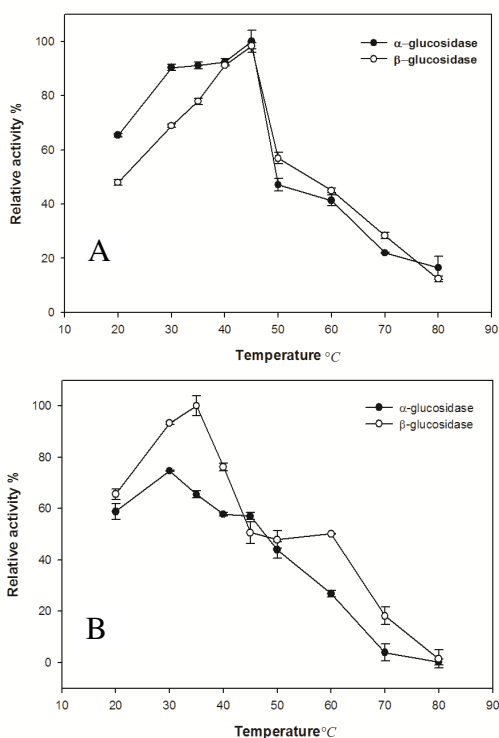 α–glucosidase
β–glucosidase
Relative activity %
100
80
60
40
20
0
A
10 20 30 40 50 60 70 80 90
Temperature °C
α-glucosidase
β-glucosidase
Relative activity %
100
80
60
40
20
0
B
10 20 30 40 50 60 70 80 90
Temperature °C